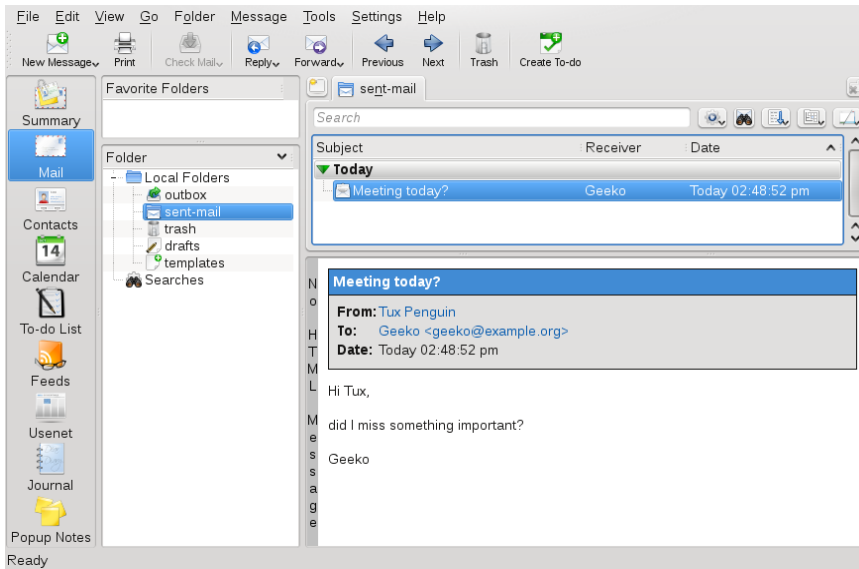 File Edit View Go Folder Message Tools Settings Help
New Message Print Check Mail Reply Forward Previous Next Trash Create To-do
Summary
Mail
Contacts
14
Calendar
To-do List
Feeds
Usenet
Journal
Popup Notes
Favorite Folders
Folder
Local Folders
outbox
sent-mail
trash
drafts
templates
Searches
sent-mail
Search
Subject Receiver Date
Today
Meeting today? Geeko Today 02:48:52 pm
No HTML Message
Meeting today?
From: Tux Penguin
To: Geeko <geeko@example.org>
Date: Today 02:48:52 pm
Hi Tux,
did I miss something important?
Geeko
Ready